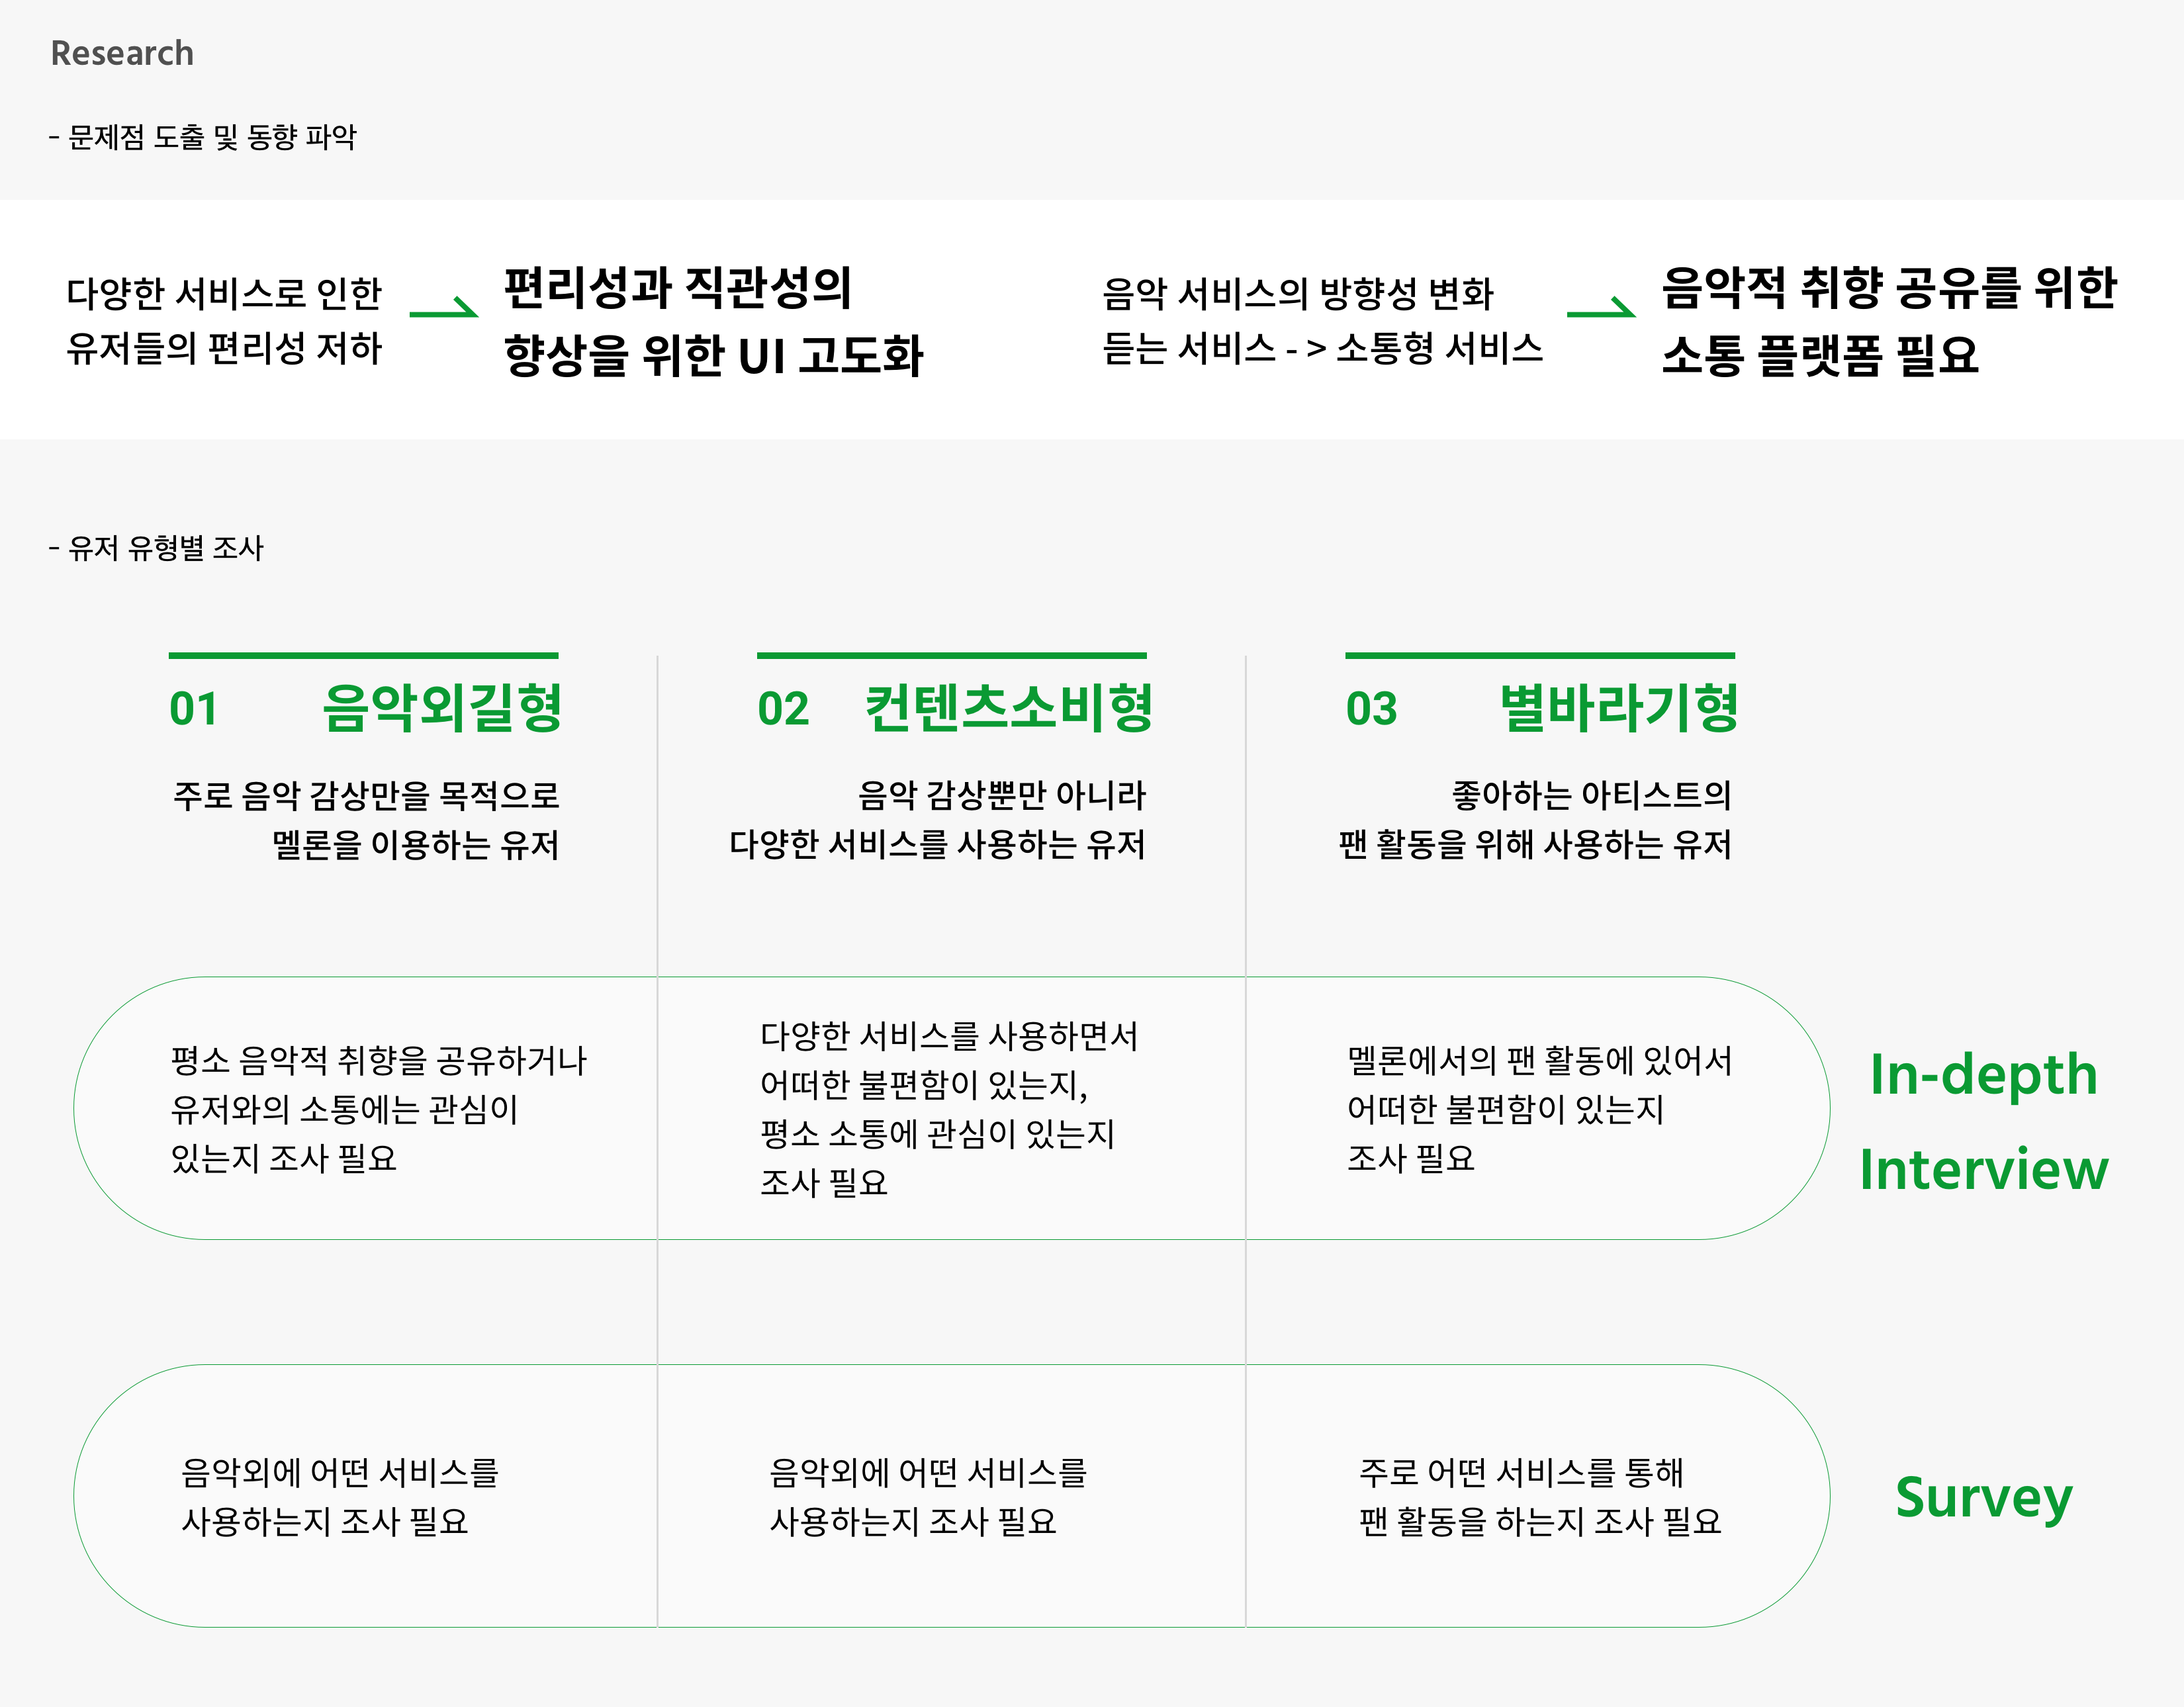 Research
- 문제점 도출 및 동향 파악
다양한 서비스로 인한
유저들의 편리성 저하
편리성과 직관성의
향상을 위한 UI 고도화
음악 서비스의 방향성 변화
듣는 서비스 - > 소통형 서비스
음악적 취향 공유를 위한
소통 플랫폼 필요
- 유저 유형별 조사
01 음악외길형
주로 음악 감상만을 목적으로
멜론을 이용하는 유저
02 컨텐츠소비형
음악 감상뿐만 아니라
다양한 서비스를 사용하는 유저
03 별바라기형
좋아하는 아티스트의
팬 활동을 위해 사용하는 유저
평소 음악적 취향을 공유하거나
유저와의 소통에는 관심이
있는지 조사 필요
다양한 서비스를 사용하면서
어떠한 불편함이 있는지,
평소 소통에 관심이 있는지
조사 필요
멜론에서의 팬 활동에 있어서
어떠한 불편함이 있는지
조사 필요
In-depth
Interview
음악외에 어떤 서비스를
사용하는지 조사 필요
음악외에 어떤 서비스를
사용하는지 조사 필요
주로 어떤 서비스를 통해
팬 활동을 하는지 조사 필요
Survey